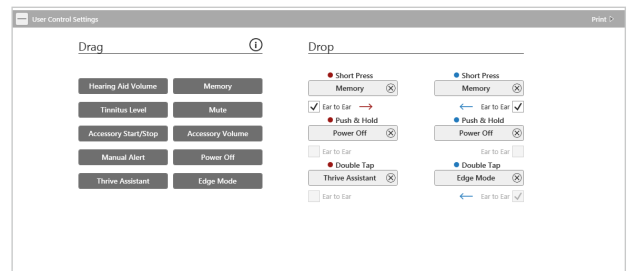 User Control Settings Print
Drag Drop
Short Press Short Press
Hearing Aid Volume Memory Memory Memory
Ear to Ear Ear to Ear
Tinnitus Level Mute
Push & Hold Push & Hold
Accessory Start/Stop Accessory Volume Power Off Power Off
Ear to Ear Ear to Ear
Manual Alert Power Off
Double Tap Double Tap
Thrive Assistant Edge Mode Thrive Assistant Edge Mode
Ear to Ear Ear to Ear